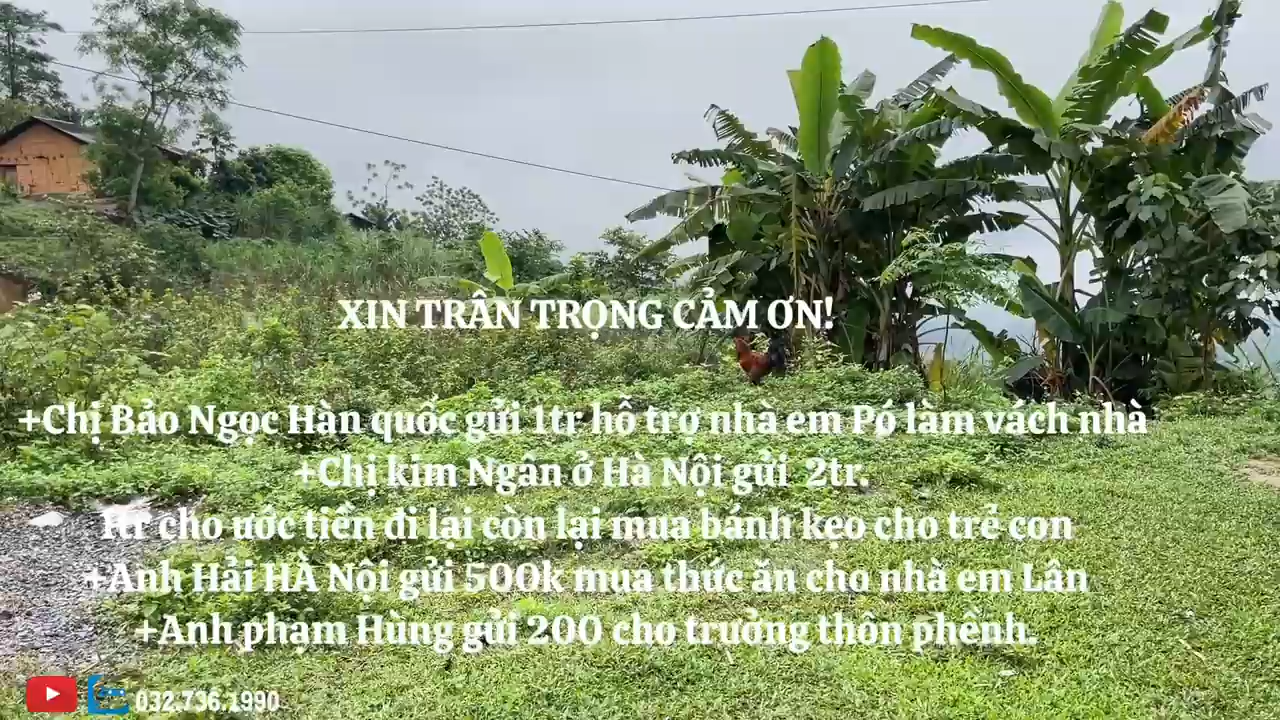 XIN TRÂN TRỌNG CẢM ƠN!
+Chị Bảo Ngọc Hàn quốc gửi 1tr hỗ trợ nhà em Pó làm vách nhà
+Chị kim Ngân ở Hà Nội gửi 2tr.
1tr cho ước tiền đi lại còn lại mua bánh kẹo cho trẻ con
+Anh Hải HÀ Nội gửi 500k mua thức ăn cho nhà em Lân
+Anh phạm Hùng gửi 200 cho trưởng thôn phềnh.
032.736.1990